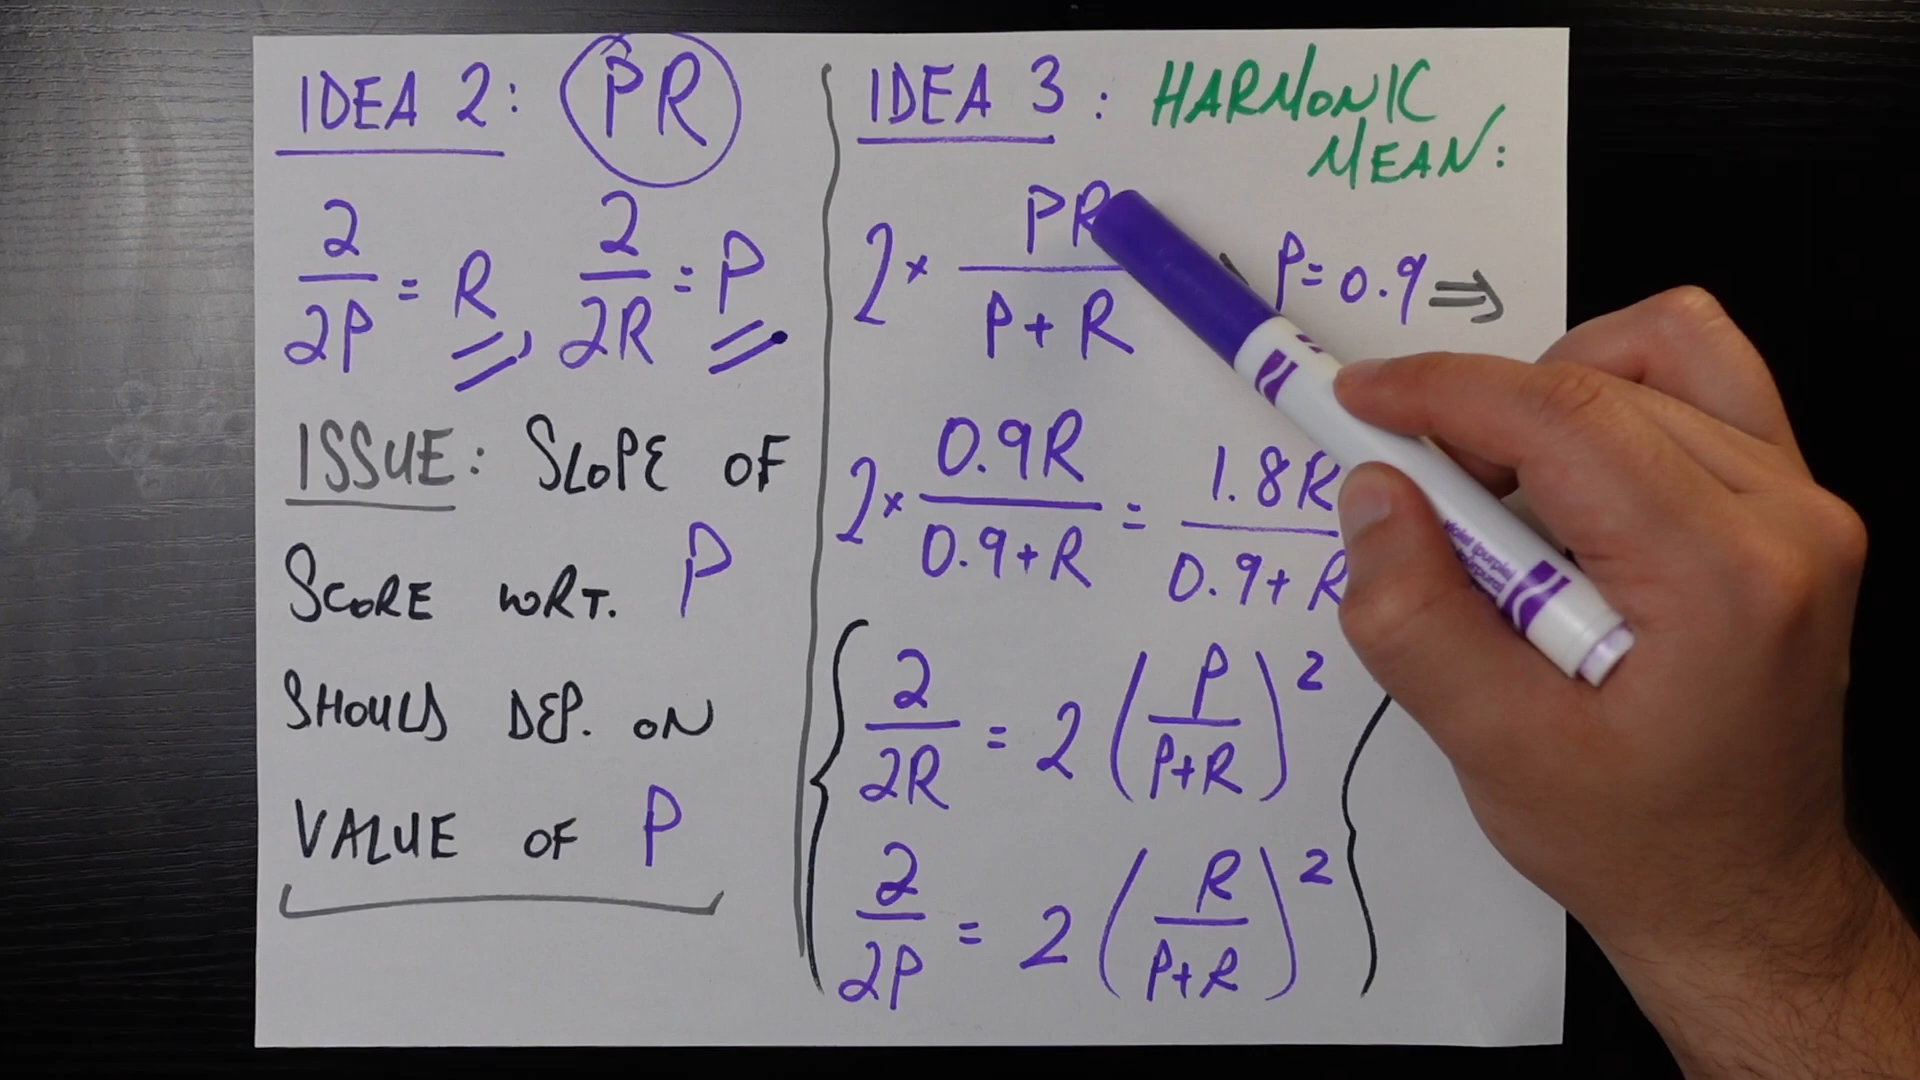 IDEA 2: PR
2/2P = R, 2/2R = P
ISSUE: SLOPE OF
SCORE WRT. P
SHOULD DEP. ON
VALUE OF P
IDEA 3: HARMONIC
MEAN:
2 × PR/P+R P=0.9 ⇒
2 × 0.9R/0.9+R = 1.8R/0.9+R
2/2R = 2(P/P+R)²
2/2P = 2(R/P+R)²